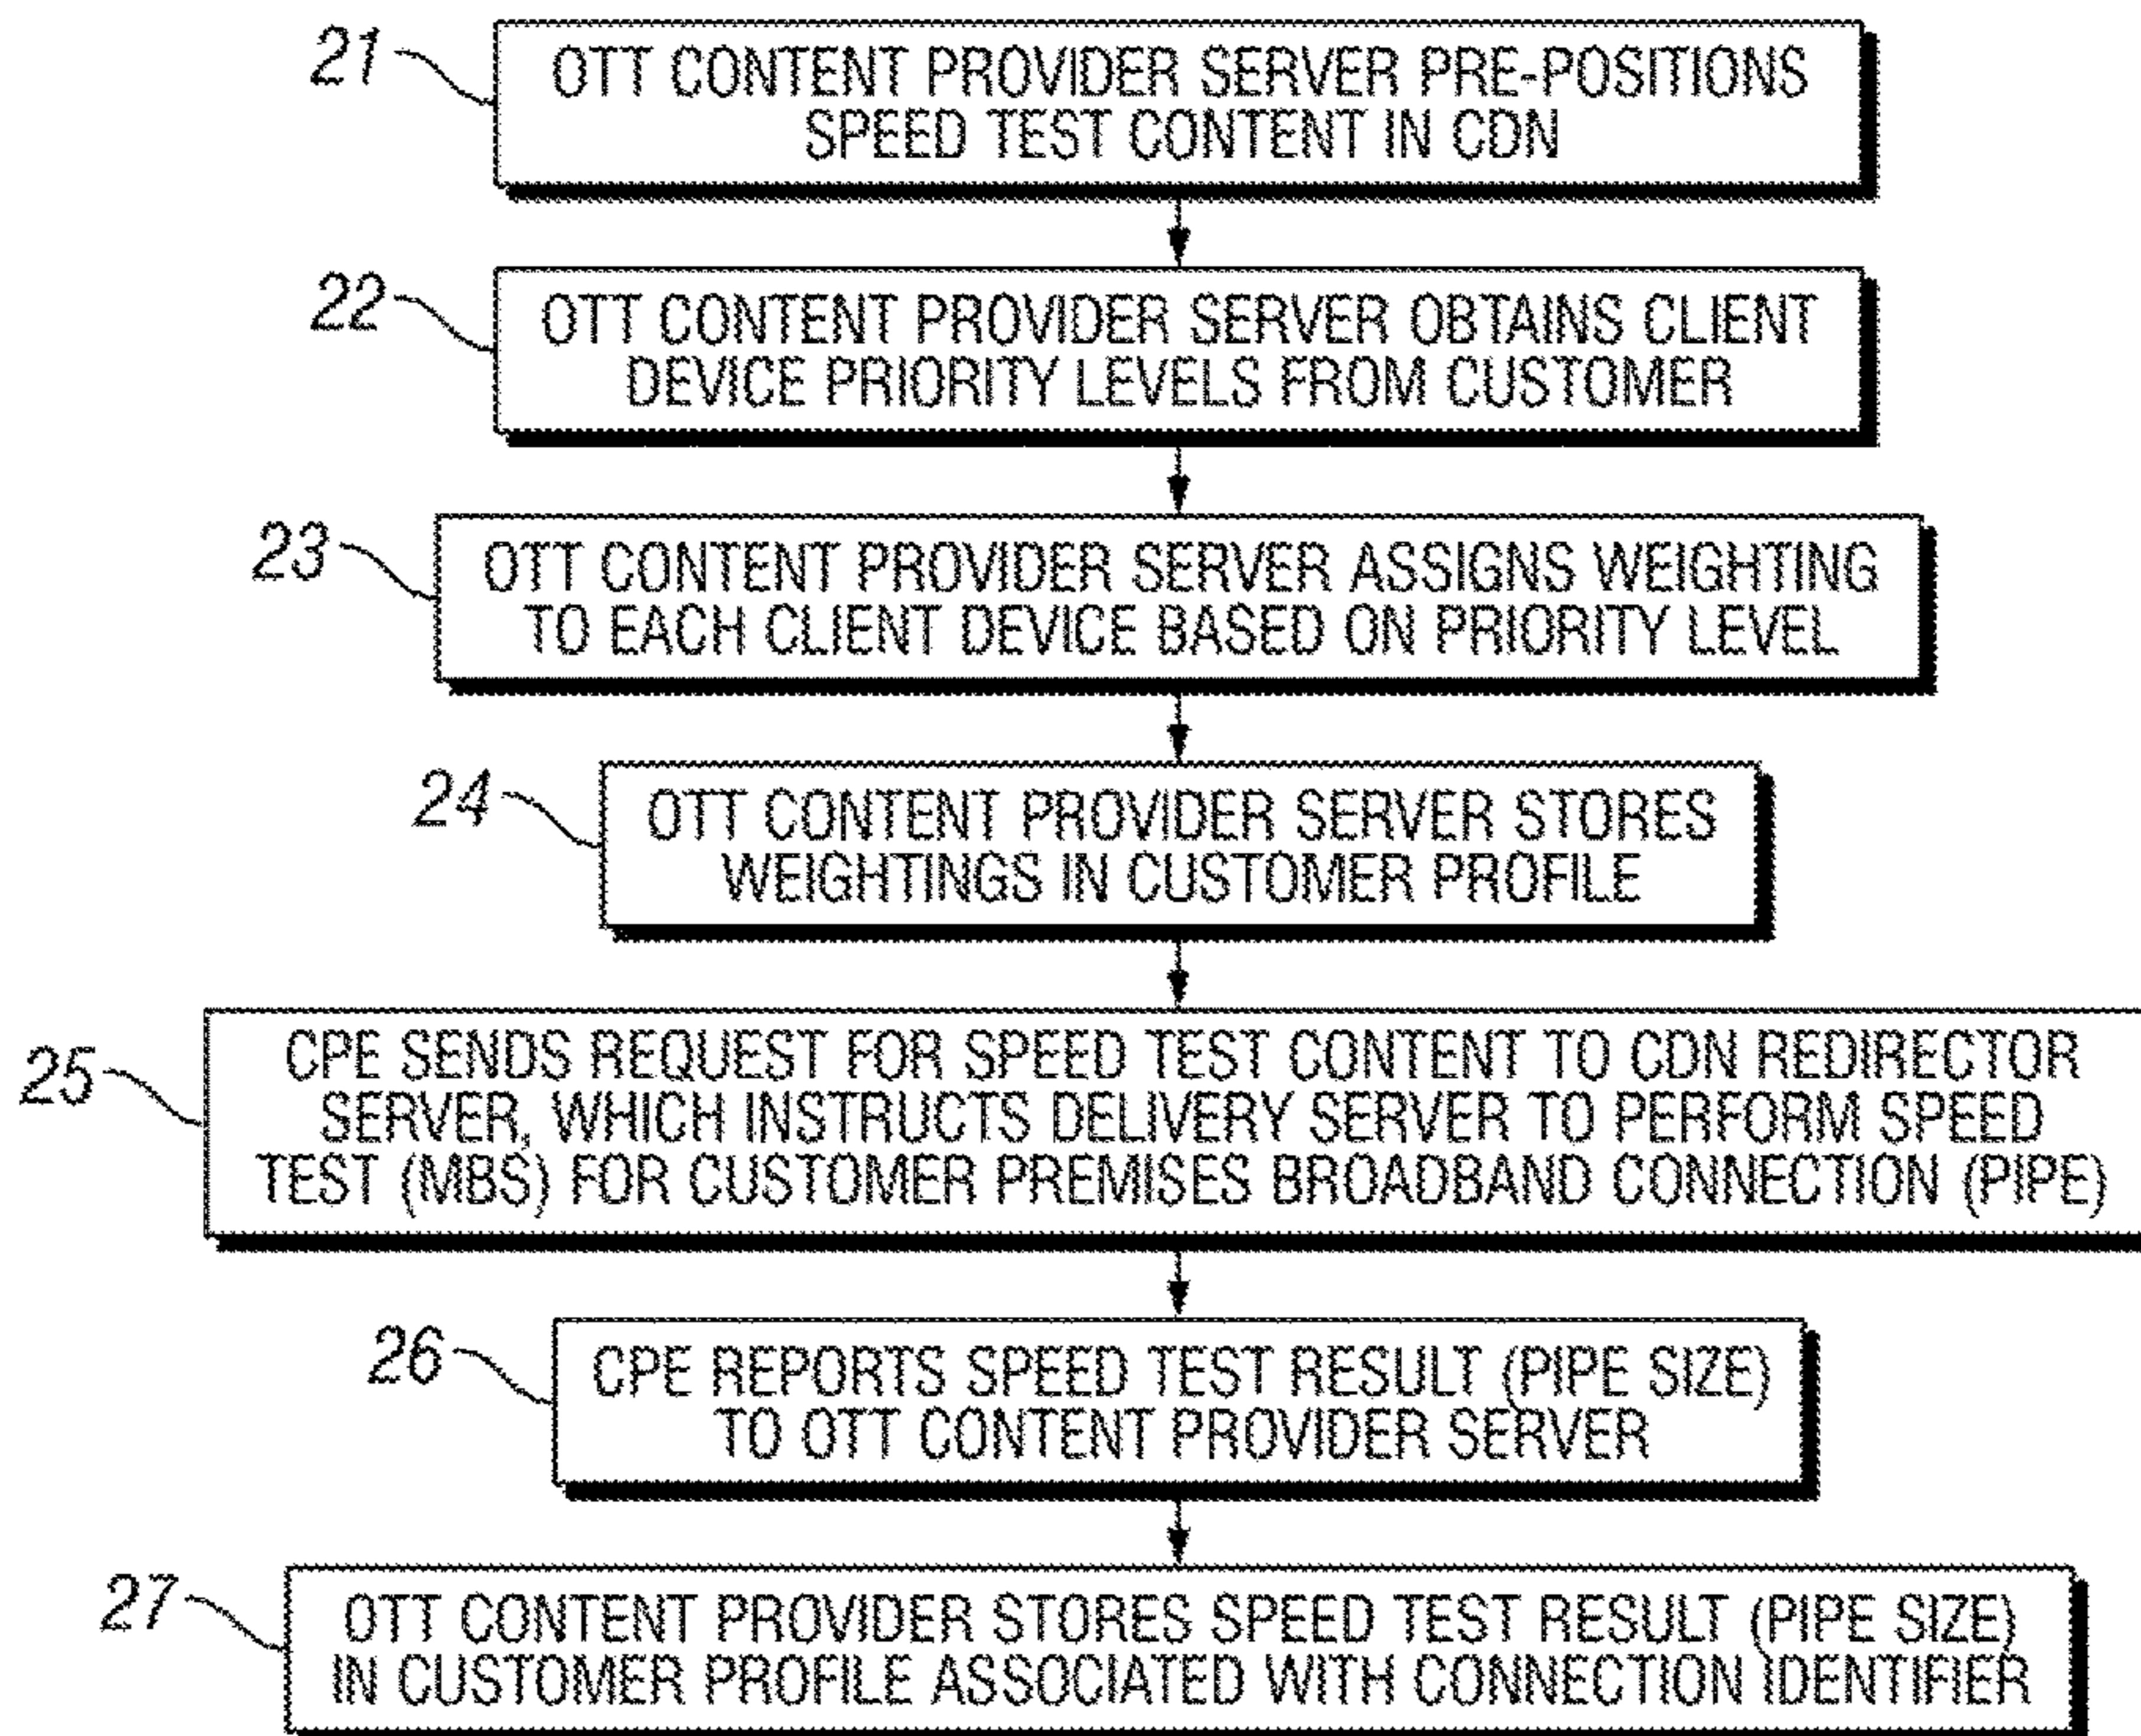 21
OTT CONTENT PROVIDER SERVER PRE-POSITIONS
SPEED TEST CONTENT IN CDN
22
OTT CONTENT PROVIDER SERVER OBTAINS CLIENT
DEVICE PRIORITY LEVELS FROM CUSTOMER
23
OTT CONTENT PROVIDER SERVER ASSIGNS WEIGHTING
TO EACH CLIENT DEVICE BASED ON PRIORITY LEVEL
24
OTT CONTENT PROVIDER SERVER STORES
WEIGHTINGS IN CUSTOMER PROFILE
25
CPE SENDS REQUEST FOR SPEED TEST CONTENT TO CDN REDIRECTOR
SERVER, WHICH INSTRUCTS DELIVERY SERVER TO PERFORM SPEED
TEST (MBS) FOR CUSTOMER PREMISES BROADBAND CONNECTION (PIPE)
26
CPE REPORTS SPEED TEST RESULT (PIPE SIZE)
TO OTT CONTENT PROVIDER SERVER
27
OTT CONTENT PROVIDER STORES SPEED TEST RESULT (PIPE SIZE)
IN CUSTOMER PROFILE ASSOCIATED WITH CONNECTION IDENTIFIER